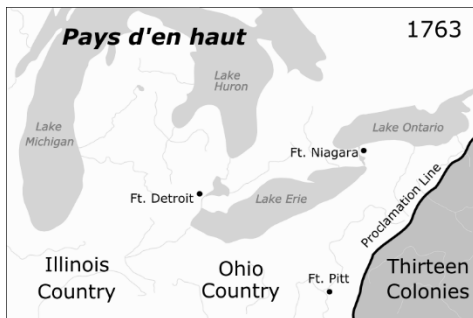 Pays d'en haut
1763
Lake
Huron
Lake
Michigan
Lake Ontario
Ft. Niagara
Ft. Detroit
Lake Erie
Proclamation Line
Illinois
Country
Ohio
Country
Ft. Pitt
Thirteen
Colonies